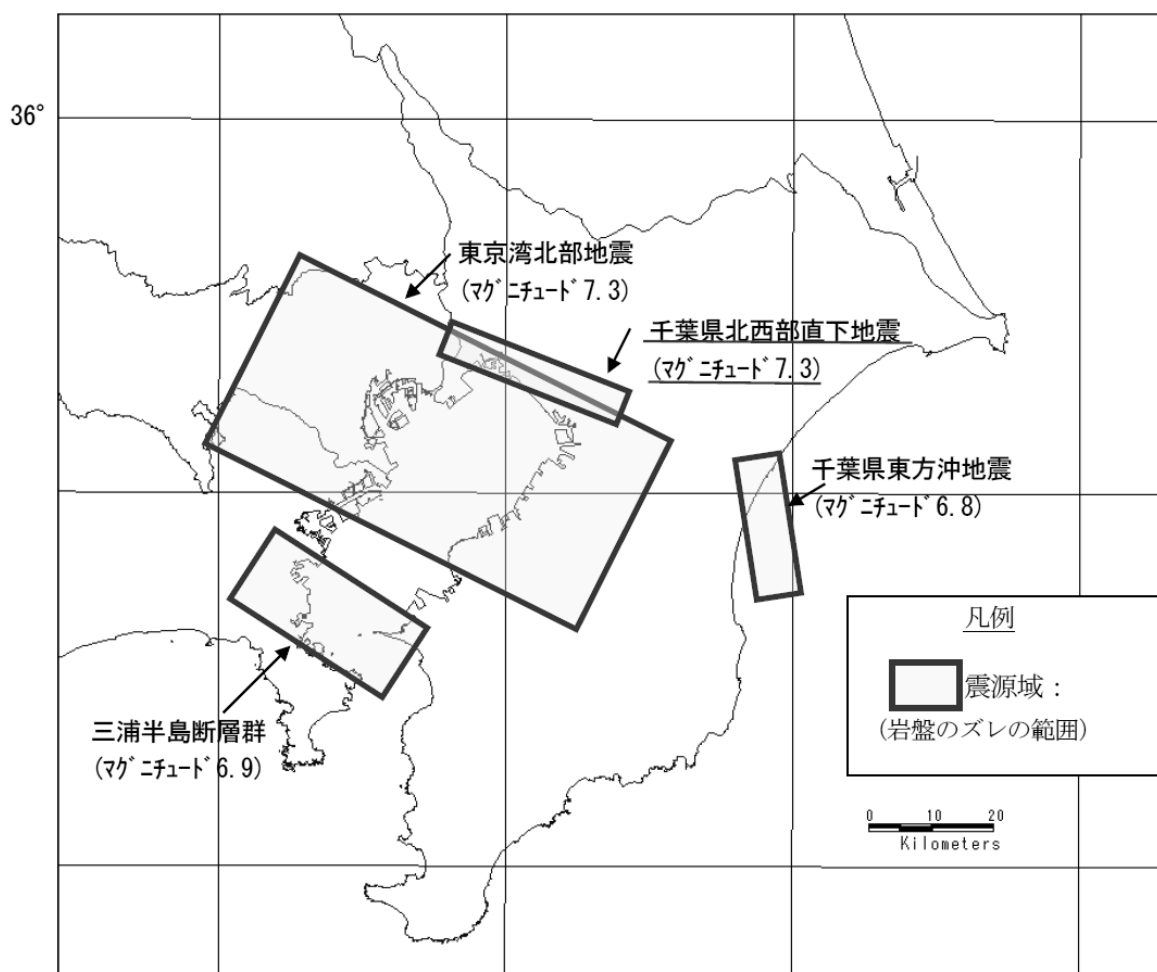 36°
東京湾北部地震
(ﾏｸﾞﾆﾁｭｰﾄﾞ7.3)
千葉県北西部直下地震
(ﾏｸﾞﾆﾁｭｰﾄﾞ7.3)
千葉県東方沖地震
(ﾏｸﾞﾆﾁｭｰﾄﾞ6.8)
三浦半島断層群
(ﾏｸﾞﾆﾁｭｰﾄﾞ6.9)
凡例
震源域：
(岩盤のズレの範囲)
0 10 20
Kilometers